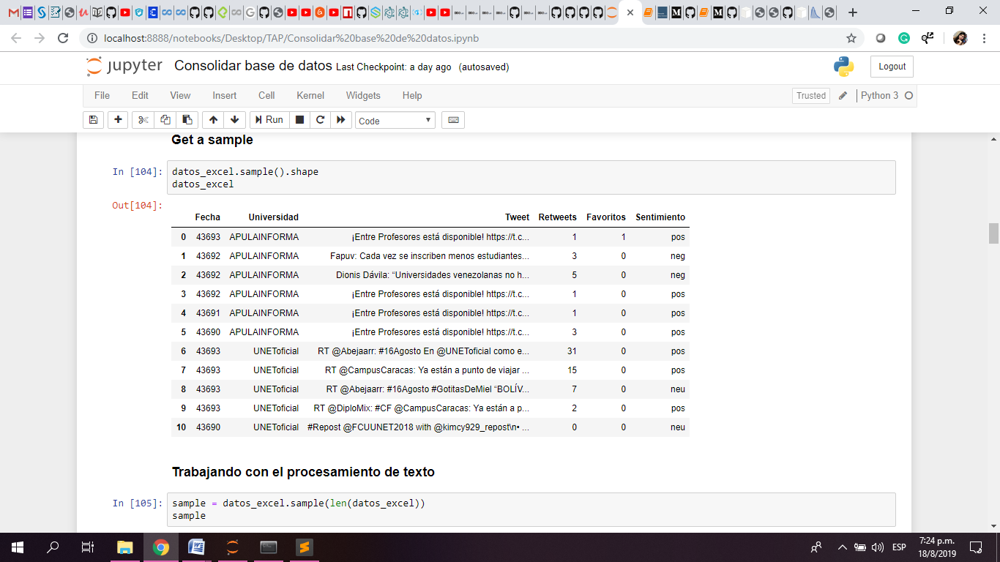 localhost:8888/notebooks/Desktop/TAP/Consolidar%20base%20de%20datos.ipynb
jupyter Consolidar base de datos Last Checkpoint: a day ago (autosaved)
Logout
File Edit View Insert Cell Kernel Widgets Help
Trusted Python 3
Run Code
Get a sample
In [104]: datos_excel.sample().shape
datos_excel
Out[104]:
Fecha Universidad Tweet Retweets Favoritos Sentimiento
0 43693 APULAINFORMA ¡Entre Profesores está disponible! https://t.c... 1 1 pos
1 43692 APULAINFORMA Fapuv: Cada vez se inscriben menos estudiantes... 3 0 neg
2 43692 APULAINFORMA Dionis Dávila: “Universidades venezolanas no h... 5 0 neg
3 43692 APULAINFORMA ¡Entre Profesores está disponible! https://t.c... 1 0 pos
4 43691 APULAINFORMA ¡Entre Profesores está disponible! https://t.c... 1 0 pos
5 43690 APULAINFORMA ¡Entre Profesores está disponible! https://t.c... 3 0 pos
6 43693 UNEToficial RT @Abejaarr: #16Agosto En @UNEToficial como e... 31 0 pos
7 43693 UNEToficial RT @CampusCaracas: Ya están a punto de viajar ... 15 0 pos
8 43693 UNEToficial RT @Abejaarr: #16Agosto #GotitasDeMiel “BOLÍV... 7 0 neu
9 43693 UNEToficial RT @DiploMix: #CF @CampusCaracas: Ya están a p... 2 0 pos
10 43690 UNEToficial #Repost @FCUUNET2018 with @kimcy929_repost\n• ... 0 0 neu
Trabajando con el procesamiento de texto
In [105]: sample = datos_excel.sample(len(datos_excel))
sample
ESP
7:24 p.m.
18/8/2019